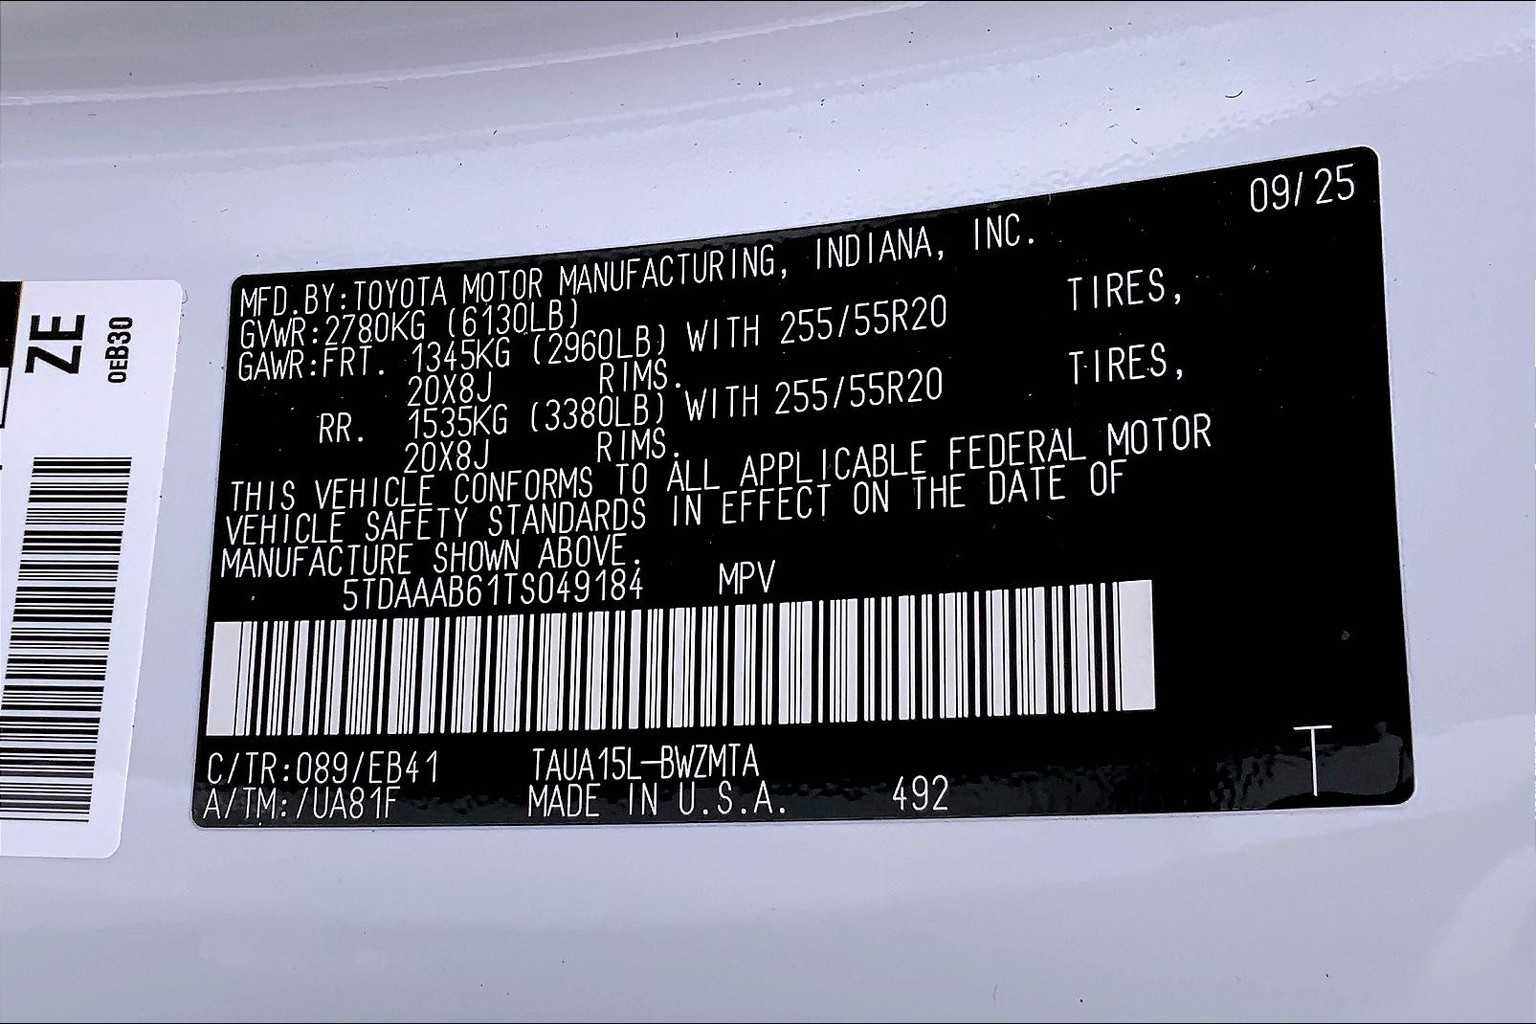 09/25
MFD.BY:TOYOTA MOTOR MANUFACTURING, INDIANA, INC.
GVWR:2780KG (6130LB)
GAWR:FRT. 1345KG (2960LB) WITH 255/55R20 TIRES,
20X8J RIMS.
RR. 1535KG (3380LB) WITH 255/55R20 TIRES,
20X8J RIMS.
THIS VEHICLE CONFORMS TO ALL APPLICABLE FEDERAL MOTOR
VEHICLE SAFETY STANDARDS IN EFFECT ON THE DATE OF
MANUFACTURE SHOWN ABOVE.
5TDAAAB61TS049184 MPV
C/TR:089/EB41 TAUA15L-BWZMTA
A/TM:/UA81F MADE IN U.S.A. 492
T
ZE
0EB30